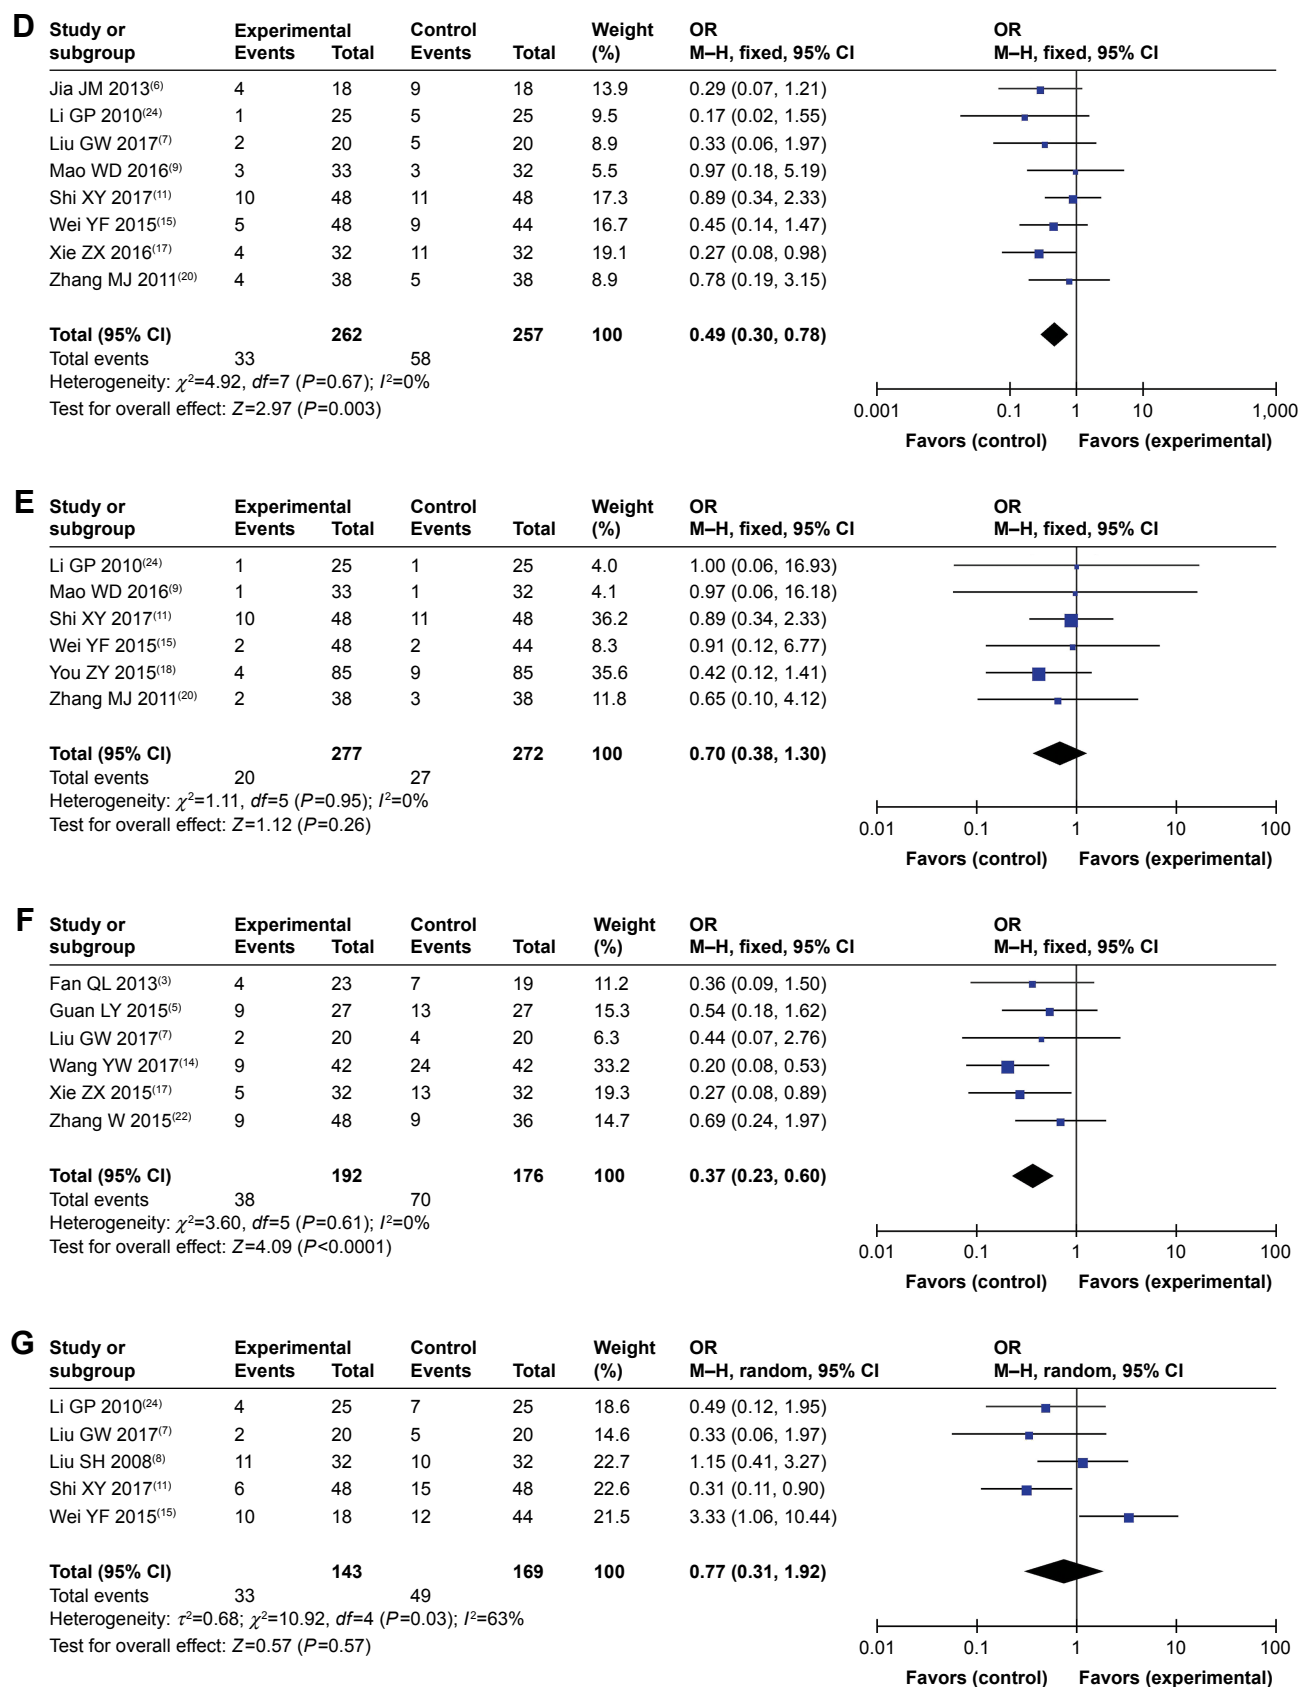 D Study or Experimental Control Weight OR OR
subgroup Events Total Events Total (%) M–H, fixed, 95% CI M–H, fixed, 95% CI
Jia JM 2013(6) 4 18 9 18 13.9 0.29 (0.07, 1.21)
Li GP 2010(24) 1 25 5 25 9.5 0.17 (0.02, 1.55)
Liu GW 2017(7) 2 20 5 20 8.9 0.33 (0.06, 1.97)
Mao WD 2016(9) 3 33 3 32 5.5 0.97 (0.18, 5.19)
Shi XY 2017(11) 10 48 11 48 17.3 0.89 (0.34, 2.33)
Wei YF 2015(15) 5 48 9 44 16.7 0.45 (0.14, 1.47)
Xie ZX 2016(17) 4 32 11 32 19.1 0.27 (0.08, 0.98)
Zhang MJ 2011(20) 4 38 5 38 8.9 0.78 (0.19, 3.15)
Total (95% CI) 262 257 100 0.49 (0.30, 0.78)
Total events 33 58
Heterogeneity: χ²=4.92, df=7 (P=0.67); I²=0%
Test for overall effect: Z=2.97 (P=0.003)
0.001 0.1 1 10 1,000
Favors (control) Favors (experimental)
E Study or Experimental Control Weight OR OR
subgroup Events Total Events Total (%) M–H, fixed, 95% CI M–H, fixed, 95% CI
Li GP 2010(24) 1 25 1 25 4.0 1.00 (0.06, 16.93)
Mao WD 2016(9) 1 33 1 32 4.1 0.97 (0.06, 16.18)
Shi XY 2017(11) 10 48 11 48 36.2 0.89 (0.34, 2.33)
Wei YF 2015(15) 2 48 2 44 8.3 0.91 (0.12, 6.77)
You ZY 2015(18) 4 85 9 85 35.6 0.42 (0.12, 1.41)
Zhang MJ 2011(20) 2 38 3 38 11.8 0.65 (0.10, 4.12)
Total (95% CI) 277 272 100 0.70 (0.38, 1.30)
Total events 20 27
Heterogeneity: χ²=1.11, df=5 (P=0.95); I²=0%
Test for overall effect: Z=1.12 (P=0.26)
0.01 0.1 1 10 100
Favors (control) Favors (experimental)
F Study or Experimental Control Weight OR OR
subgroup Events Total Events Total (%) M–H, fixed, 95% CI M–H, fixed, 95% CI
Fan QL 2013(3) 4 23 7 19 11.2 0.36 (0.09, 1.50)
Guan LY 2015(5) 9 27 13 27 15.3 0.54 (0.18, 1.62)
Liu GW 2017(7) 2 20 4 20 6.3 0.44 (0.07, 2.76)
Wang YW 2017(14) 9 42 24 42 33.2 0.20 (0.08, 0.53)
Xie ZX 2015(17) 5 32 13 32 19.3 0.27 (0.08, 0.89)
Zhang W 2015(22) 9 48 9 36 14.7 0.69 (0.24, 1.97)
Total (95% CI) 192 176 100 0.37 (0.23, 0.60)
Total events 38 70
Heterogeneity: χ²=3.60, df=5 (P=0.61); I²=0%
Test for overall effect: Z=4.09 (P<0.0001)
0.01 0.1 1 10 100
Favors (control) Favors (experimental)
G Study or Experimental Control Weight OR OR
subgroup Events Total Events Total (%) M–H, random, 95% CI M–H, random, 95% CI
Li GP 2010(24) 4 25 7 25 18.6 0.49 (0.12, 1.95)
Liu GW 2017(7) 2 20 5 20 14.6 0.33 (0.06, 1.97)
Liu SH 2008(8) 11 32 10 32 22.7 1.15 (0.41, 3.27)
Shi XY 2017(11) 6 48 15 48 22.6 0.31 (0.11, 0.90)
Wei YF 2015(15) 10 18 12 44 21.5 3.33 (1.06, 10.44)
Total (95% CI) 143 169 100 0.77 (0.31, 1.92)
Total events 33 49
Heterogeneity: τ²=0.68; χ²=10.92, df=4 (P=0.03); I²=63%
Test for overall effect: Z=0.57 (P=0.57)
0.01 0.1 1 10 100
Favors (control) Favors (experimental)